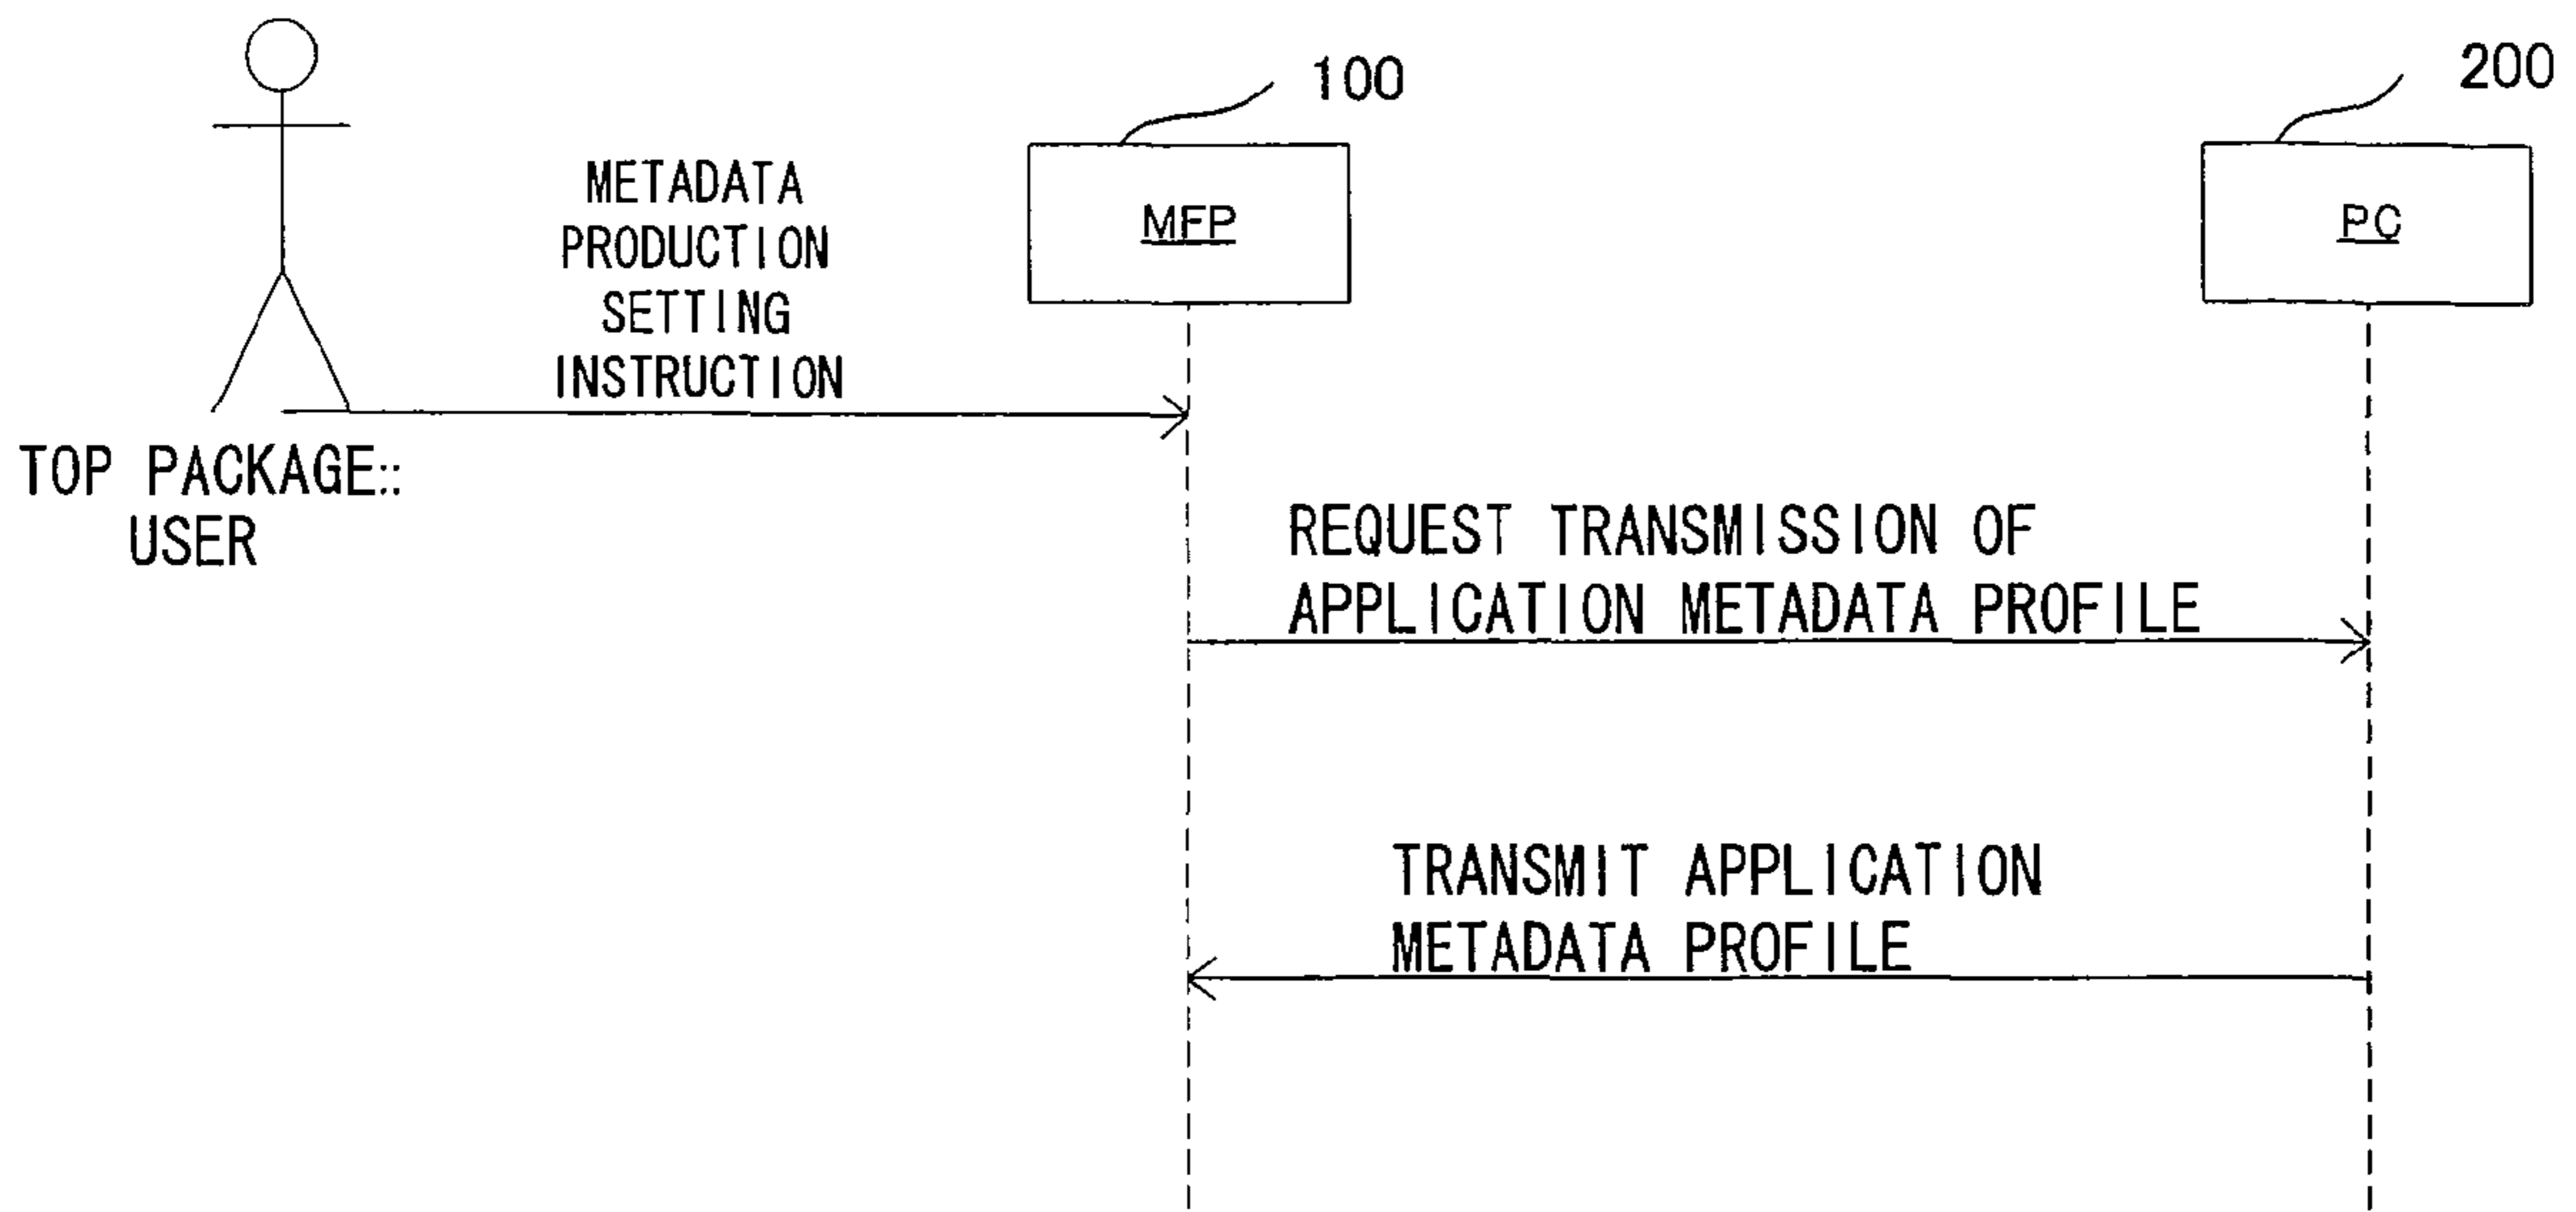 100
200
MFP
PC
METADATA
PRODUCTION
SETTING
INSTRUCTION
TOP PACKAGE::
USER
REQUEST TRANSMISSION OF
APPLICATION METADATA PROFILE
TRANSMIT APPLICATION
METADATA PROFILE